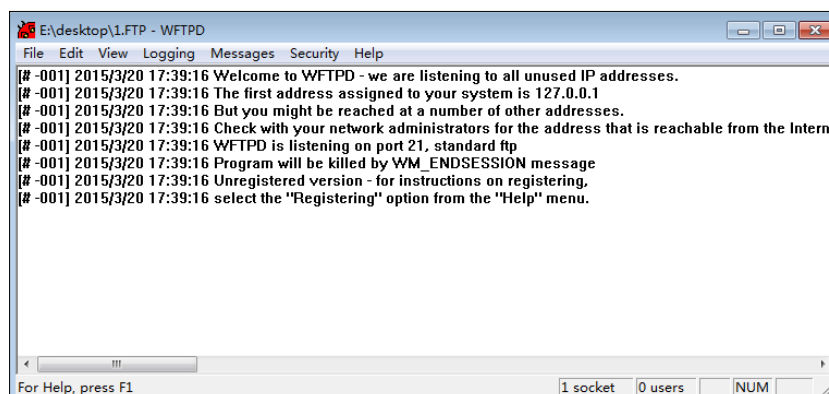 E:\desktop\1.FTP - WFTPD
File Edit View Logging Messages Security Help
[# -001] 2015/3/20 17:39:16 Welcome to WFTPD - we are listening to all unused IP addresses.
[# -001] 2015/3/20 17:39:16 The first address assigned to your system is 127.0.0.1
[# -001] 2015/3/20 17:39:16 But you might be reached at a number of other addresses.
[# -001] 2015/3/20 17:39:16 Check with your network administrators for the address that is reachable from the Intern
[# -001] 2015/3/20 17:39:16 WFTPD is listening on port 21, standard ftp
[# -001] 2015/3/20 17:39:16 Program will be killed by WM_ENDSESSION message
[# -001] 2015/3/20 17:39:16 Unregistered version - for instructions on registering,
[# -001] 2015/3/20 17:39:16 select the "Registering" option from the "Help" menu.
For Help, press F1 1 socket 0 users NUM